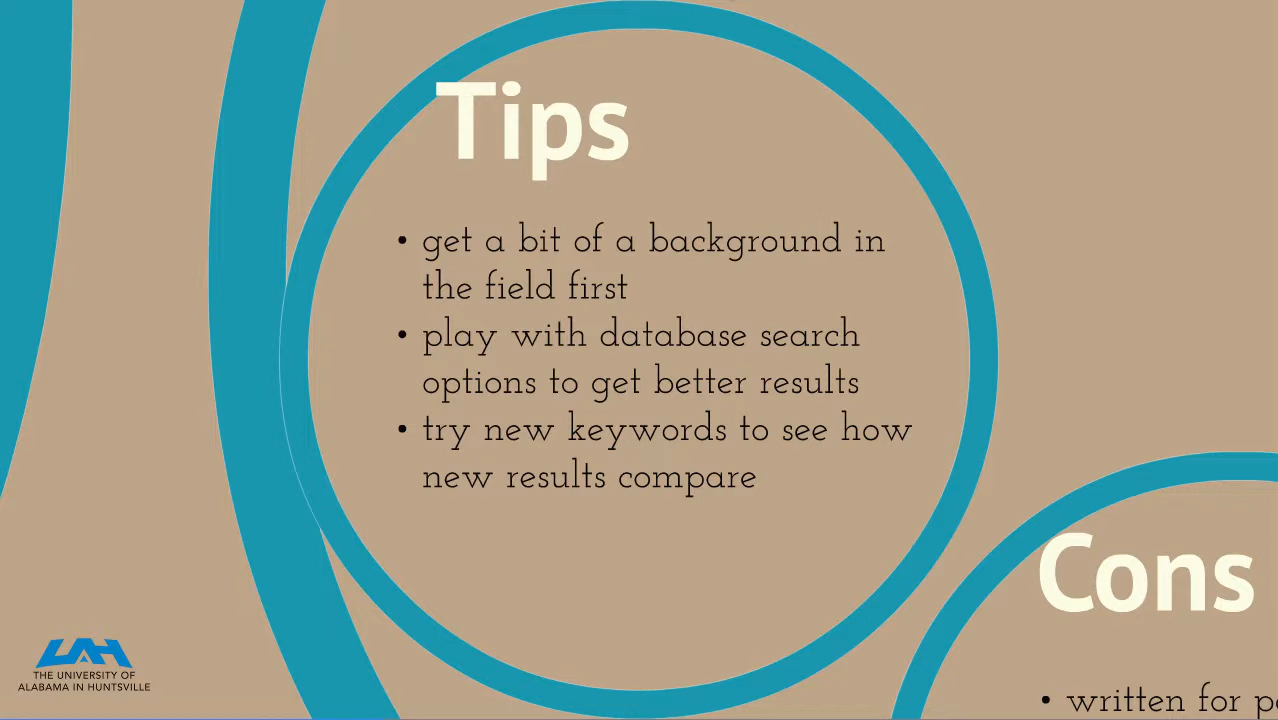 Tips
• get a bit of a background in
the field first
• play with database search
options to get better results
• try new keywords to see how
new results compare
Cons
• written for
UAH
THE UNIVERSITY OF
ALABAMA IN HUNTSVILLE